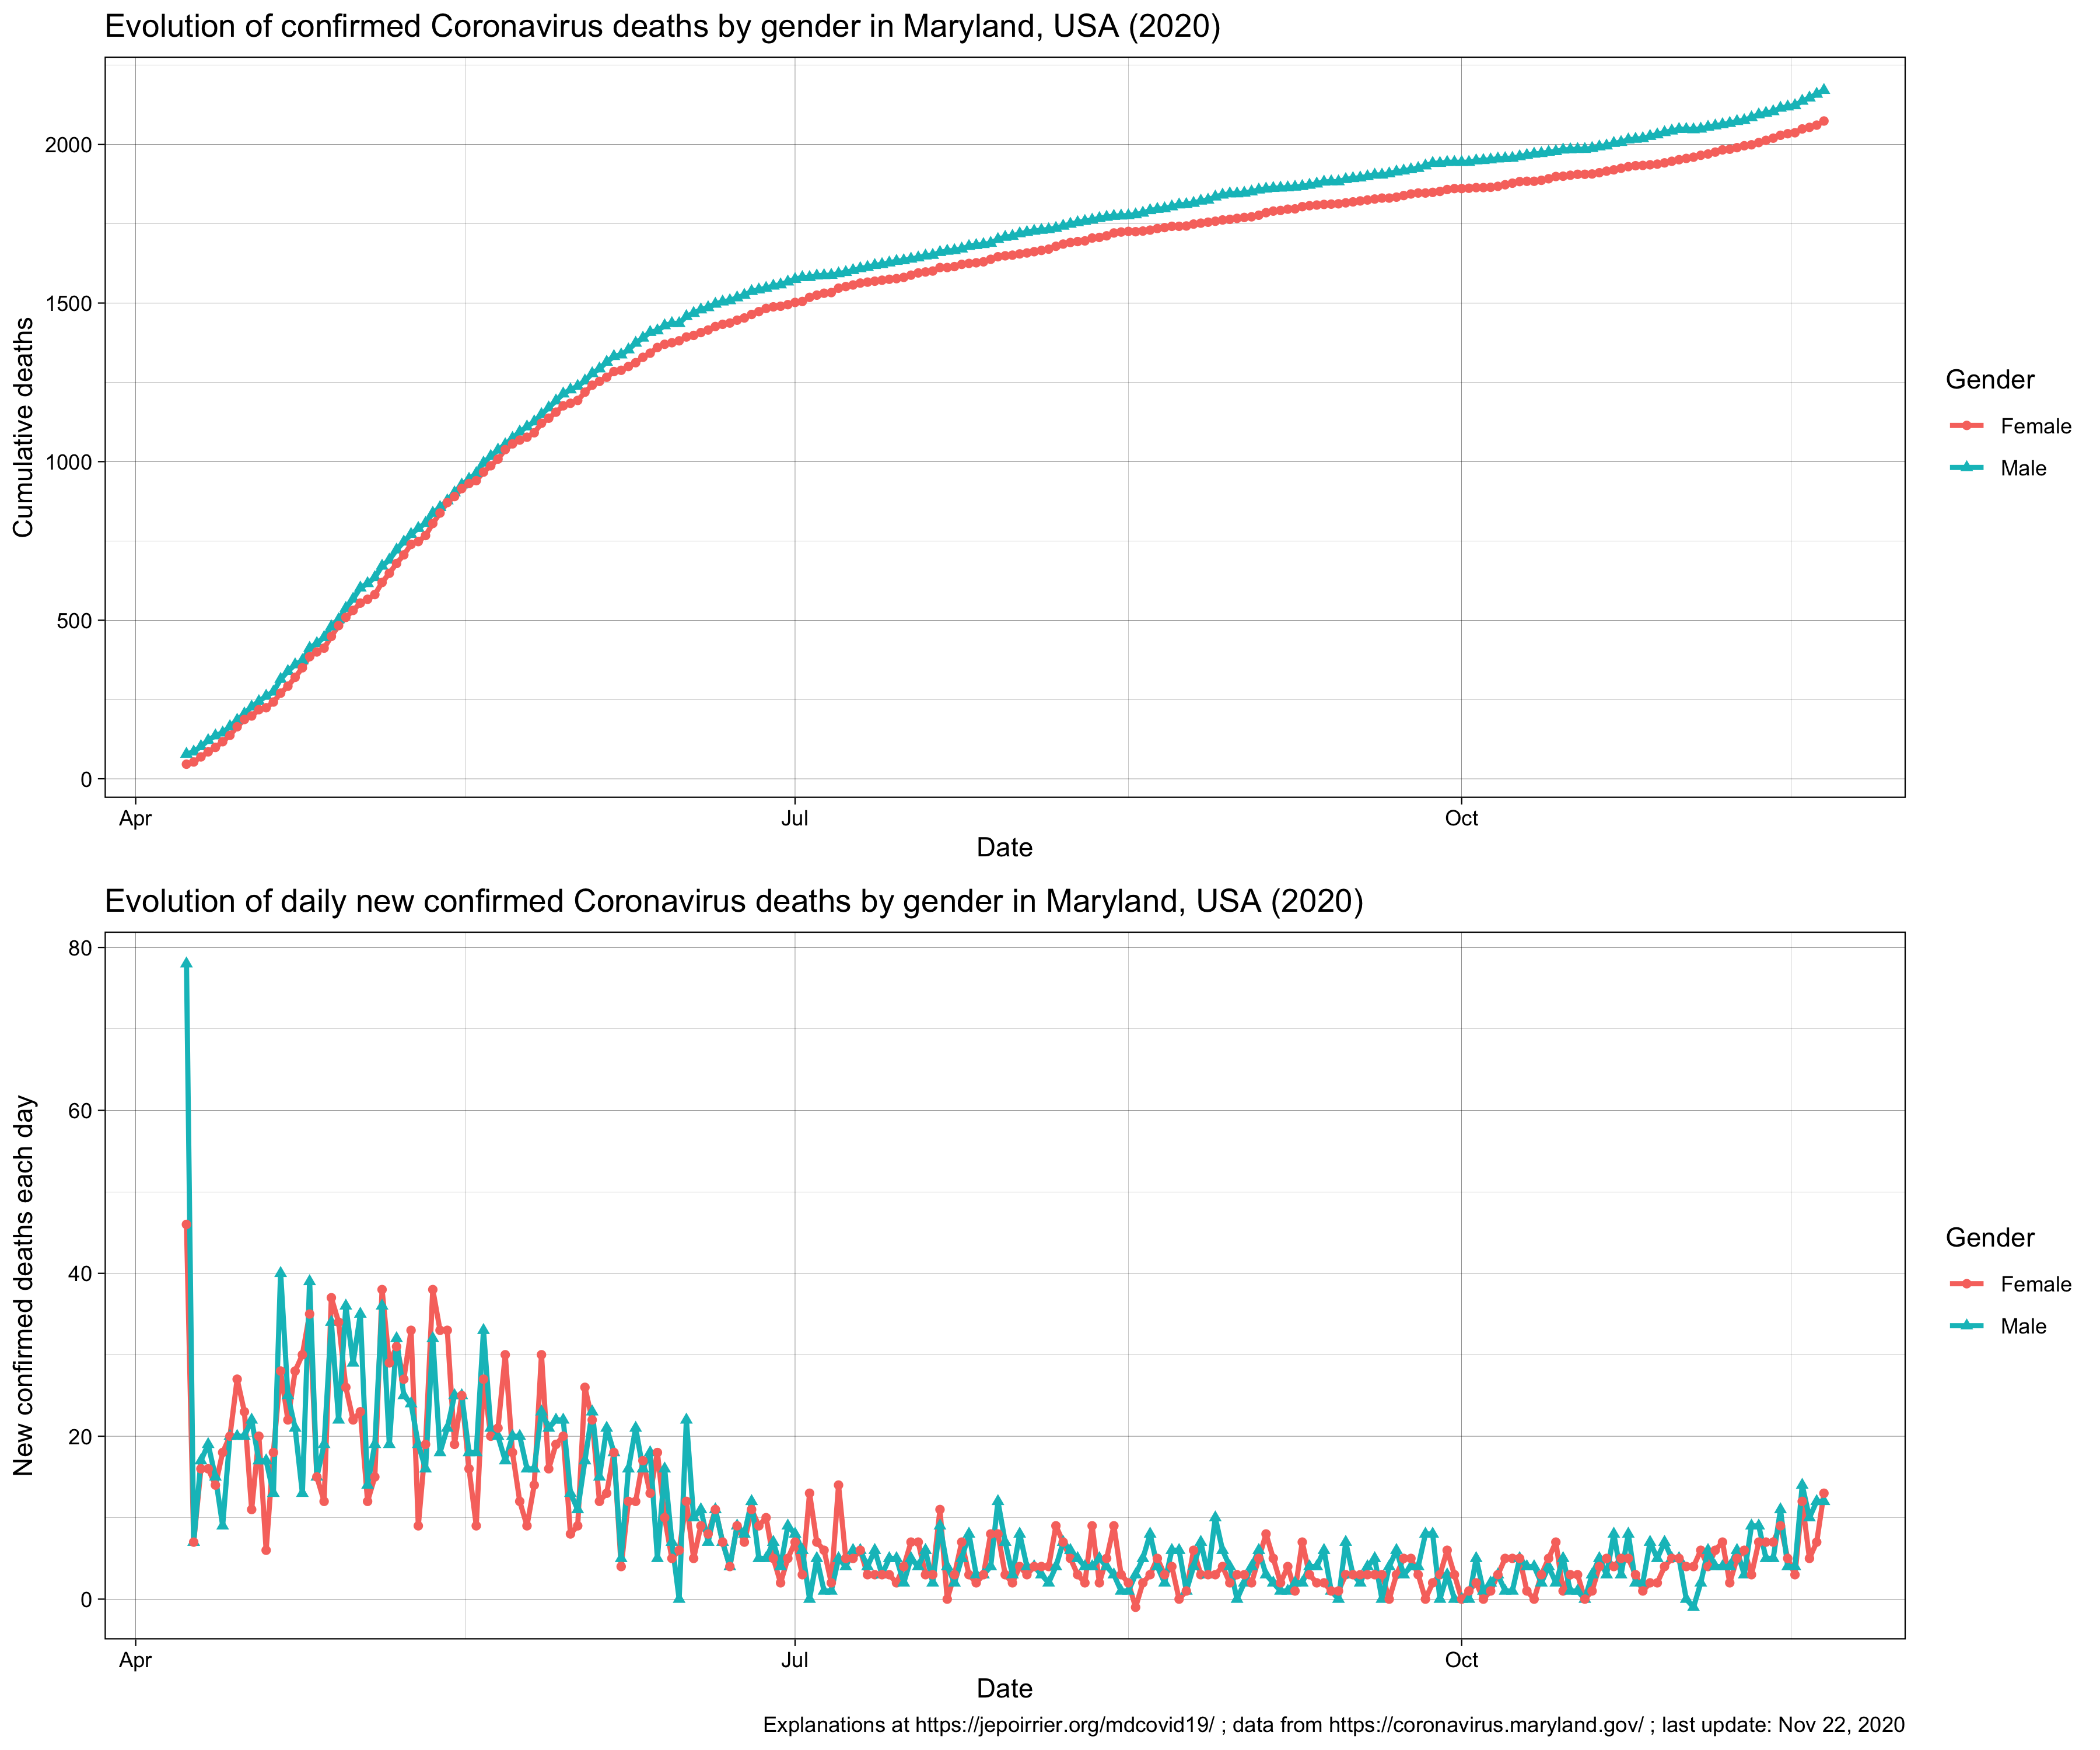 Evolution of confirmed Coronavirus deaths by gender in Maryland, USA (2020)
Cumulative deaths
2000
1500
1000
500
0
Apr
Jul
Oct
Date
Gender
Female
Male
Evolution of daily new confirmed Coronavirus deaths by gender in Maryland, USA (2020)
New confirmed deaths each day
80
60
40
20
0
Apr
Jul
Oct
Date
Gender
Female
Male
Explanations at https://jepoirrier.org/mdcovid19/ ; data from https://coronavirus.maryland.gov/ ; last update: Nov 22, 2020